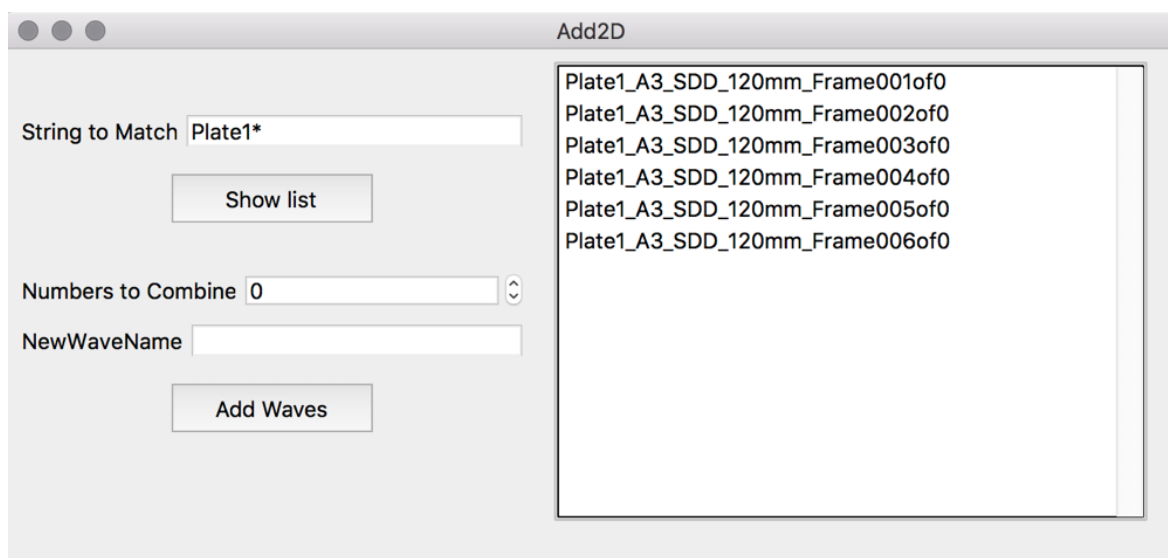 Add2D
String to Match Plate1*
Show list
Numbers to Combine 0
NewWaveName
Add Waves
Plate1_A3_SDD_120mm_Frame001of0
Plate1_A3_SDD_120mm_Frame002of0
Plate1_A3_SDD_120mm_Frame003of0
Plate1_A3_SDD_120mm_Frame004of0
Plate1_A3_SDD_120mm_Frame005of0
Plate1_A3_SDD_120mm_Frame006of0